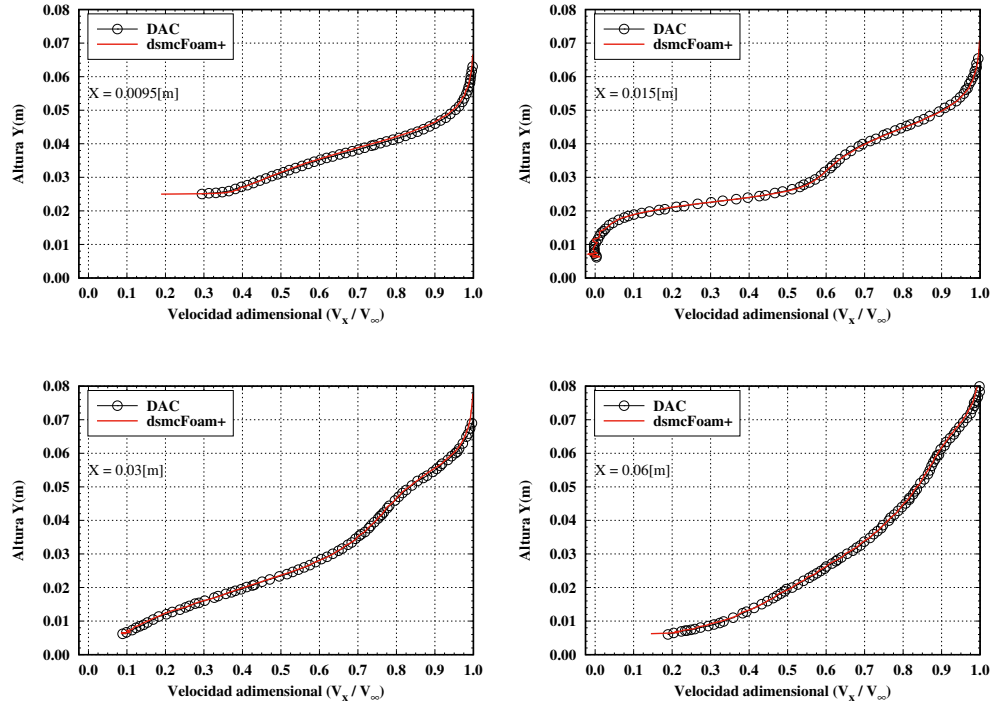 0.08
0.07
0.06
0.05
0.04
0.03
0.02
0.01
0.00
Altura Y(m)
DAC
dsmcFoam+
X = 0.0095[m]
0.0 0.1 0.2 0.3 0.4 0.5 0.6 0.7 0.8 0.9 1.0
Velocidad adimensional (Vx / V∞)
0.08
0.07
0.06
0.05
0.04
0.03
0.02
0.01
0.00
Altura Y(m)
DAC
dsmcFoam+
X = 0.015[m]
0.0 0.1 0.2 0.3 0.4 0.5 0.6 0.7 0.8 0.9 1.0
Velocidad adimensional (Vx / V∞)
0.08
0.07
0.06
0.05
0.04
0.03
0.02
0.01
0.00
Altura Y(m)
DAC
dsmcFoam+
X = 0.03[m]
0.0 0.1 0.2 0.3 0.4 0.5 0.6 0.7 0.8 0.9 1.0
Velocidad adimensional (Vx / V∞)
0.08
0.07
0.06
0.05
0.04
0.03
0.02
0.01
0.00
Altura Y(m)
DAC
dsmcFoam+
X = 0.06[m]
0.0 0.1 0.2 0.3 0.4 0.5 0.6 0.7 0.8 0.9 1.0
Velocidad adimensional (Vx / V∞)